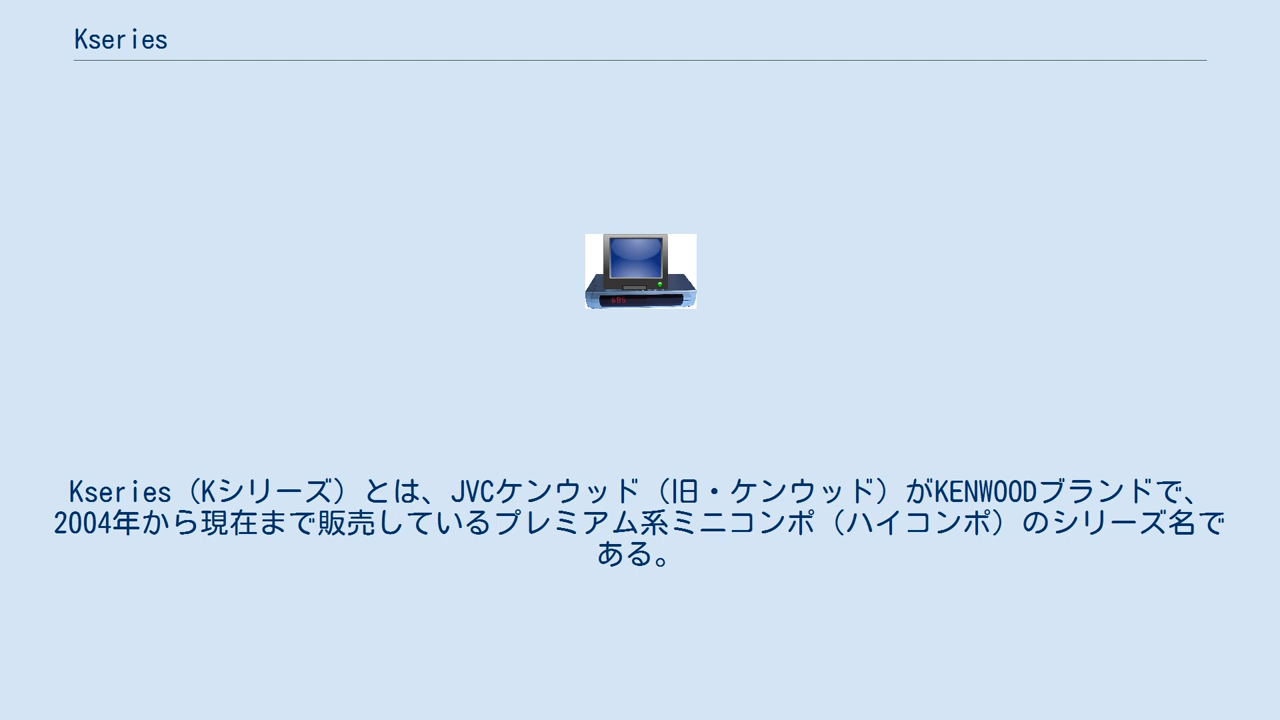 Kseries
Kseries（Kシリーズ）とは、JVCケンウッド（旧・ケンウッド）がKENWOODブランドで、
2004年から現在まで販売しているプレミアム系ミニコンポ（ハイコンポ）のシリーズ名で
ある。